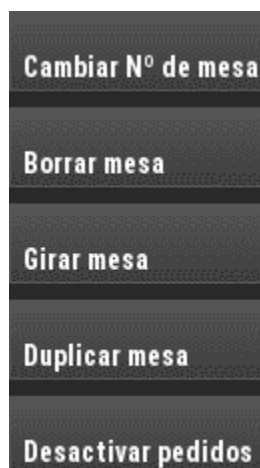 Cambiar Nº de mesa
Borrar mesa
Girar mesa
Duplicar mesa
Desactivar pedidos